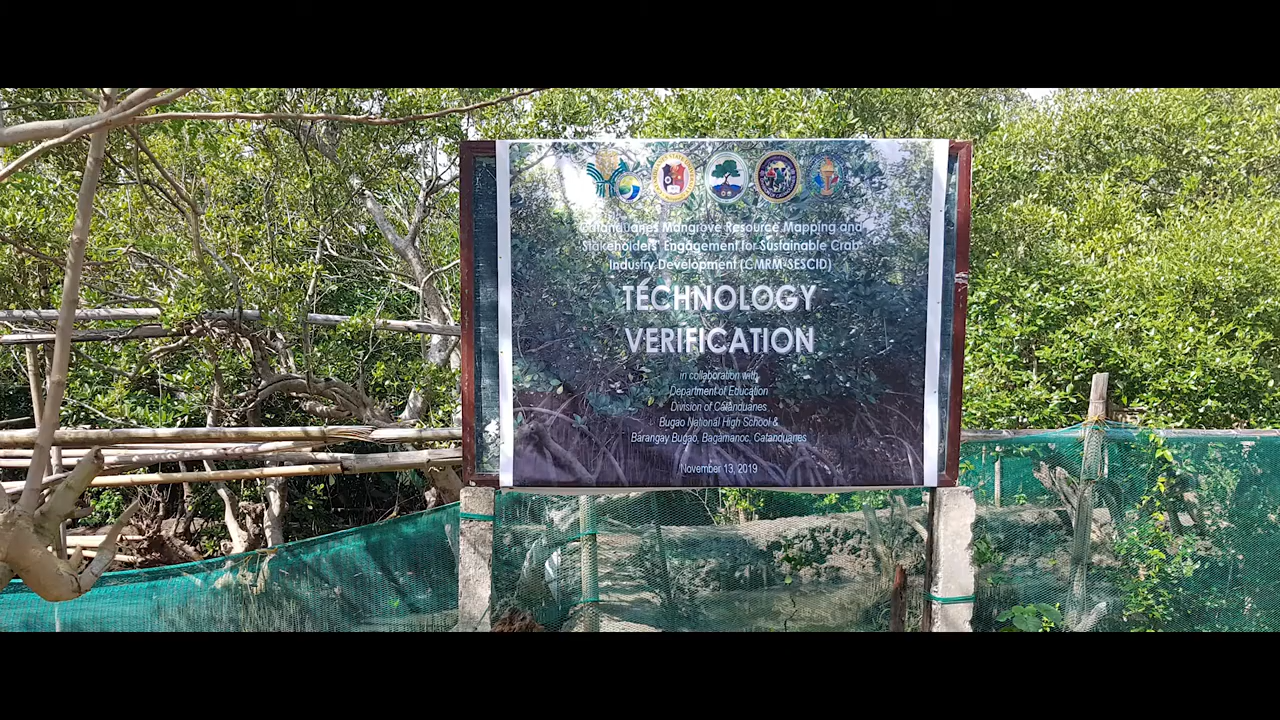 Catanduanes Mangrove Resource Mapping and
Stakeholders' Engagement for Sustainable Crab
Industry Development (CMRM-SESCID)
TECHNOLOGY
VERIFICATION
in collaboration with
Department of Education
Division of Catanduanes
Bugao National High School &
Barangay Bugao, Bagamanoc, Catanduanes
November 13, 2019